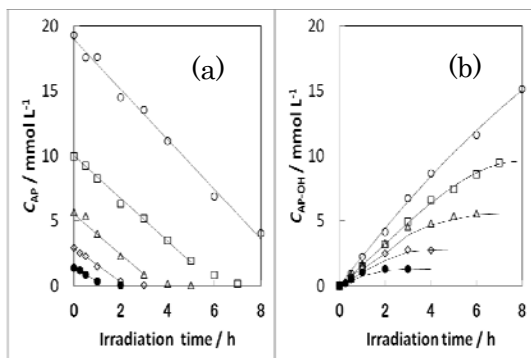 (a)
C_AP / mmol L⁻¹
20
15
10
5
0
0 2 4 6 8
Irradiation time / h
(b)
C_AP-OH / mmol L⁻¹
20
15
10
5
0
0 2 4 6 8
Irradiation time / h